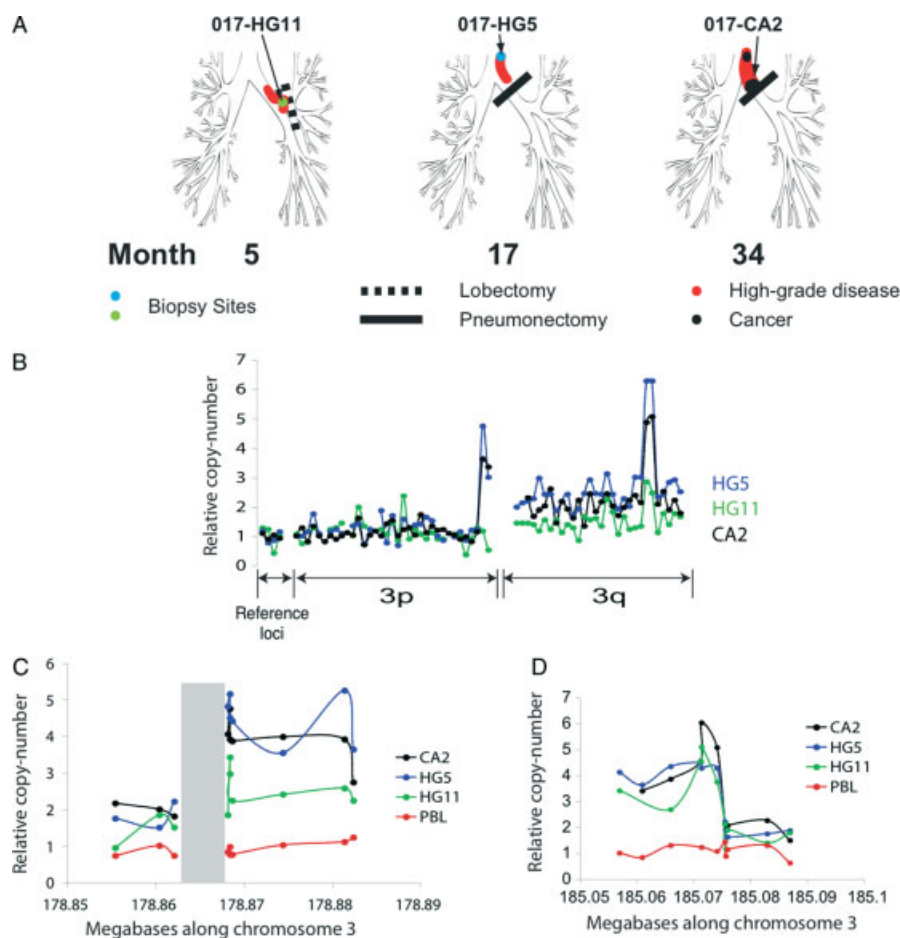 A
017-HG11
017-HG5
017-CA2
Month 5 17 34
Biopsy Sites
Lobectomy
Pneumonectomy
High-grade disease
Cancer
B
Relative copy-number
7
6
5
4
3
2
1
0
HG5
HG11
CA2
3p
3q
Reference
loci
C
Relative copy-number
6
5
4
3
2
1
0
178.85 178.86 178.87 178.88 178.89
Megabases along chromosome 3
CA2
HG5
HG11
PBL
D
Relative copy-number
7
6
5
4
3
2
1
0
185.05 185.06 185.07 185.08 185.09 185.1
Megabases along chromosome 3
CA2
HG5
HG11
PBL